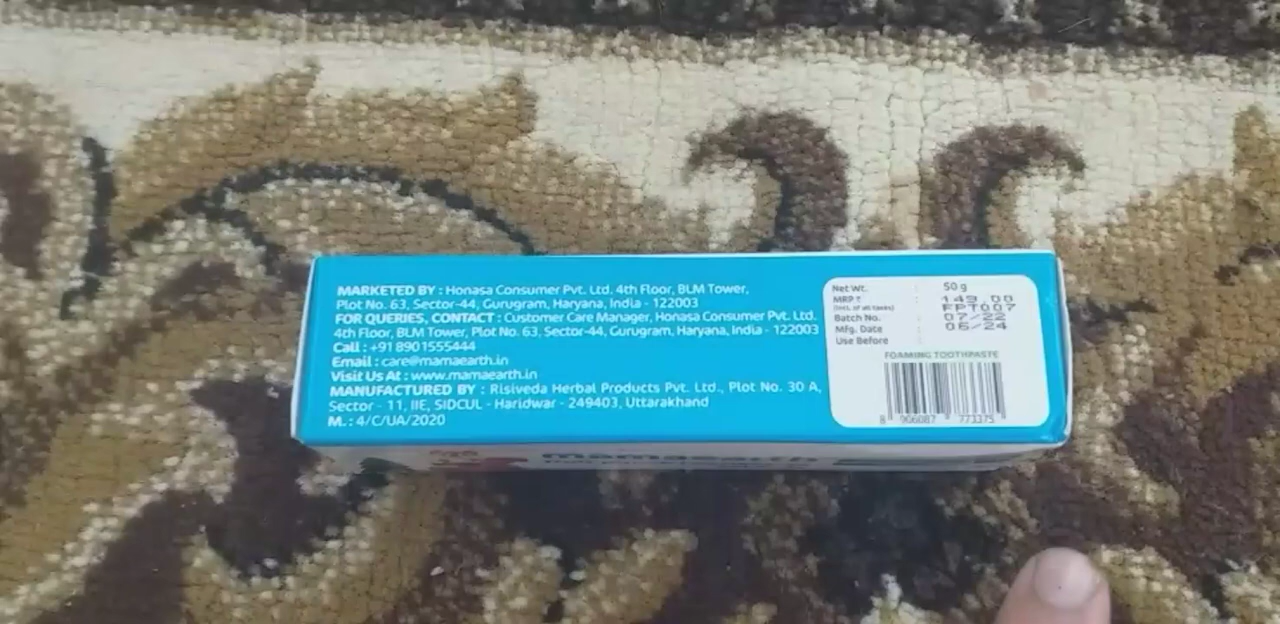 MARKETED BY : Honasa Consumer Pvt. Ltd. 4th Floor, BLM Tower,
Plot No. 63, Sector-44, Gurugram, Haryana, India - 122003
FOR QUERIES, CONTACT : Customer Care Manager, Honasa Consumer Pvt. Ltd.
4th Floor, BLM Tower, Plot No. 63, Sector-44, Gurugram, Haryana, India - 122003
Call : +91 8901555444
Email : care@mamaearth.in
Visit Us At : www.mamaearth.in
MANUFACTURED BY : Risiveda Herbal Products Pvt. Ltd., Plot No. 30 A,
Sector - 11, IIE, SIDCUL - Haridwar - 249403, Uttarakhand
M. : 4/C/UA/2020
Net Wt. : 50 g
MRP ₹ : 149.00
(Incl. of all taxes)
Batch No. : FPT007
Mfg. Date : 07/22
Use Before : 06/24
FOAMING TOOTHPASTE
8 906087 773375
mamaearth